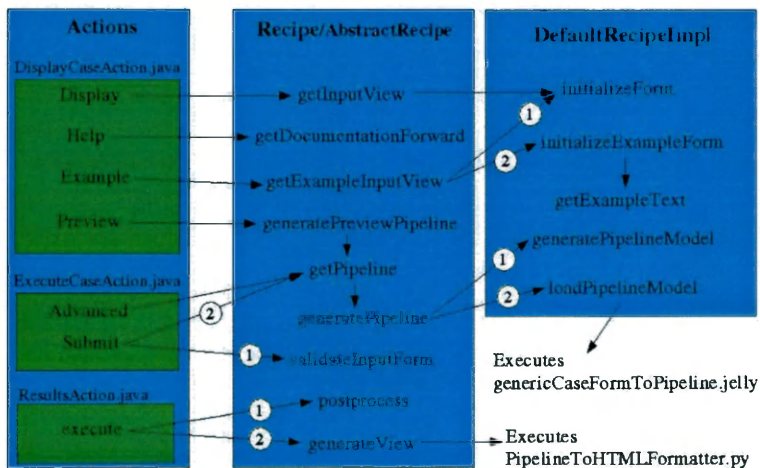 Actions
DisplayCaseAction.java
Display
Help
Example
Preview
ExecuteCaseAction.java
Advanced
Submit
ResultsAction.java
execute
Recipe/AbstractRecipe
getInputView
getDocumentationForward
getExampleInputView
generatePreviewPipeline
getPipeline
generatePipeline
validateInputForm
postprocess
generateView
2
1
1
2
DefaultRecipeImpl
1
initializeForm
2
initializeExampleForm
getExampleText
1
generatePipelineModel
2
loadPipelineModel
Executes
genericCaseFormToPipeline.jelly
Executes
PipelineToHTMLFormatter.py